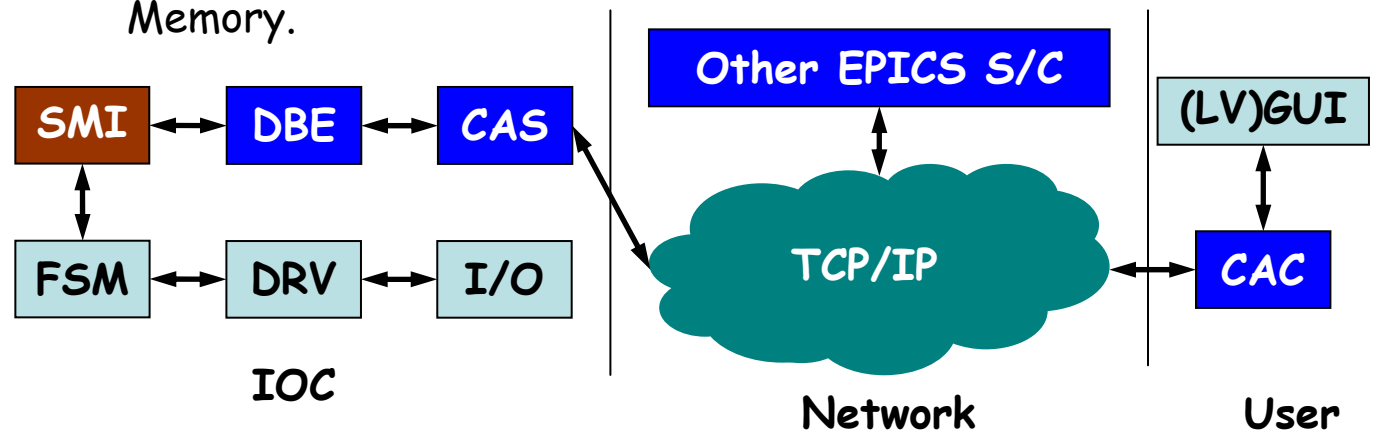 Memory.
Other EPICS S/C
SMI
DBE
CAS
(LV)GUI
FSM
DRV
I/O
TCP/IP
CAC
IOC
Network
User